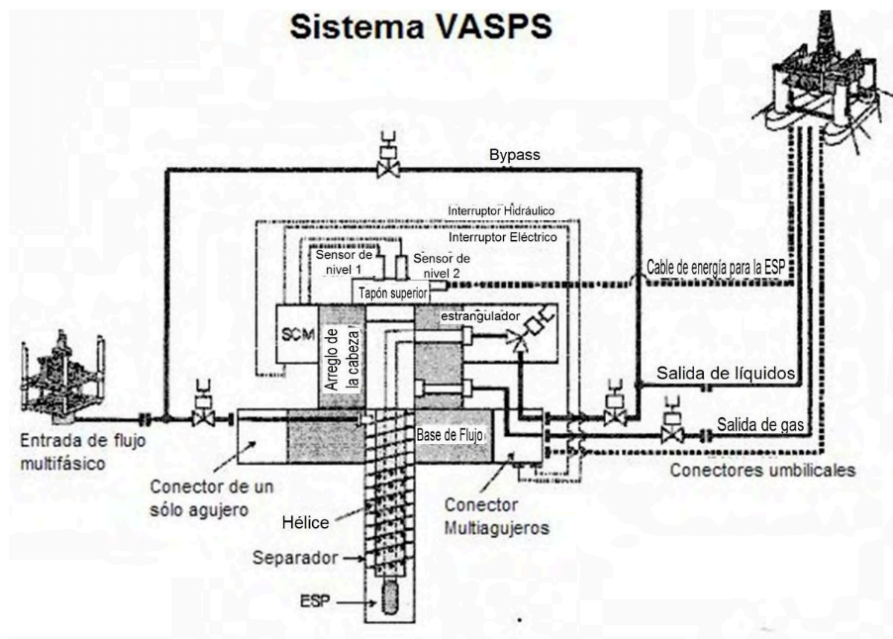 Sistema VASPS
Bypass
Interruptor Hidráulico
Interruptor Eléctrico
Sensor de
nivel 1
Sensor de
nivel 2
Cable de energía para la ESP
Tapón superior
estrangulador
SCM
Arreglo de
la cabeza
Salida de líquidos
Entrada de flujo
multifásico
Base de Flujo
Salida de gas
Conectores umbilicales
Conector de un
sólo agujero
Conector
Multiagujeros
Hélice
Separador
ESP